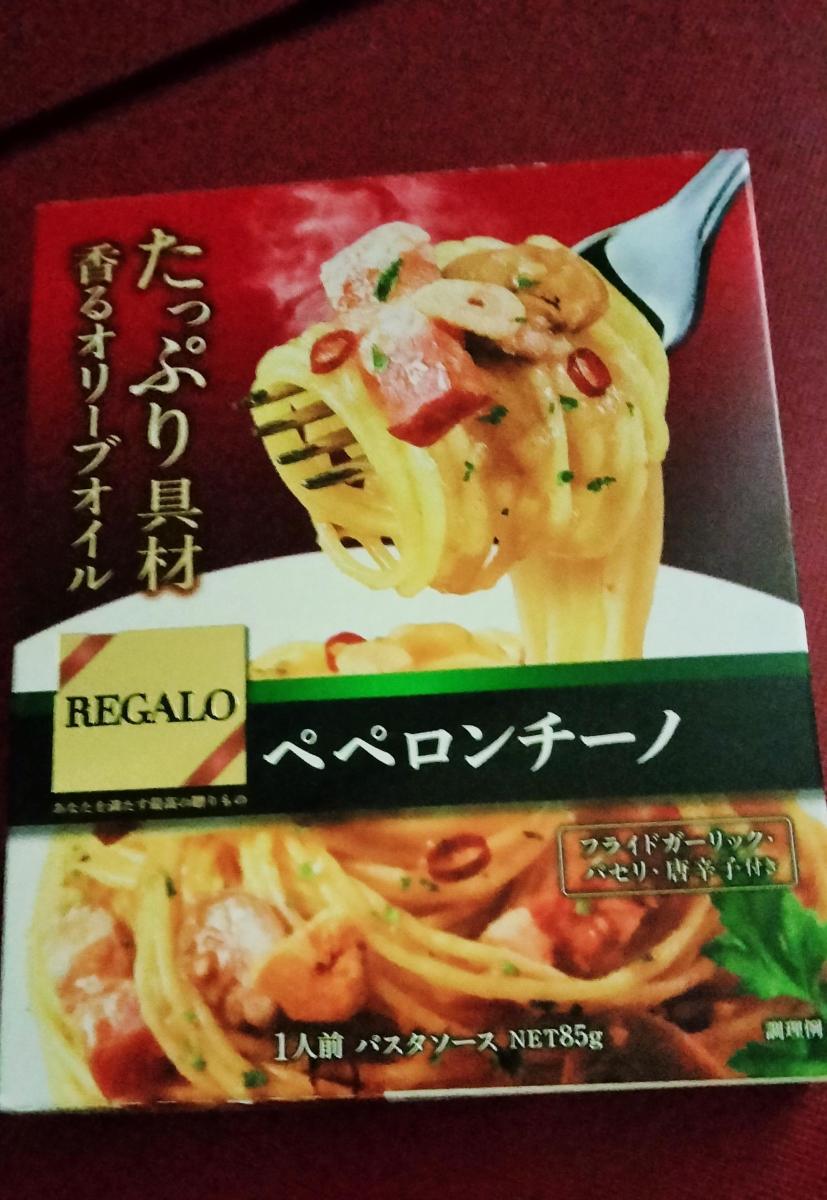 たっぷり具材
香るオリーブオイル
REGALO
あなたを満たす最高の贈りもの
ペペロンチーノ
フライドガーリック・
パセリ・唐辛子付き
1人前 パスタソース NET85g
調理例